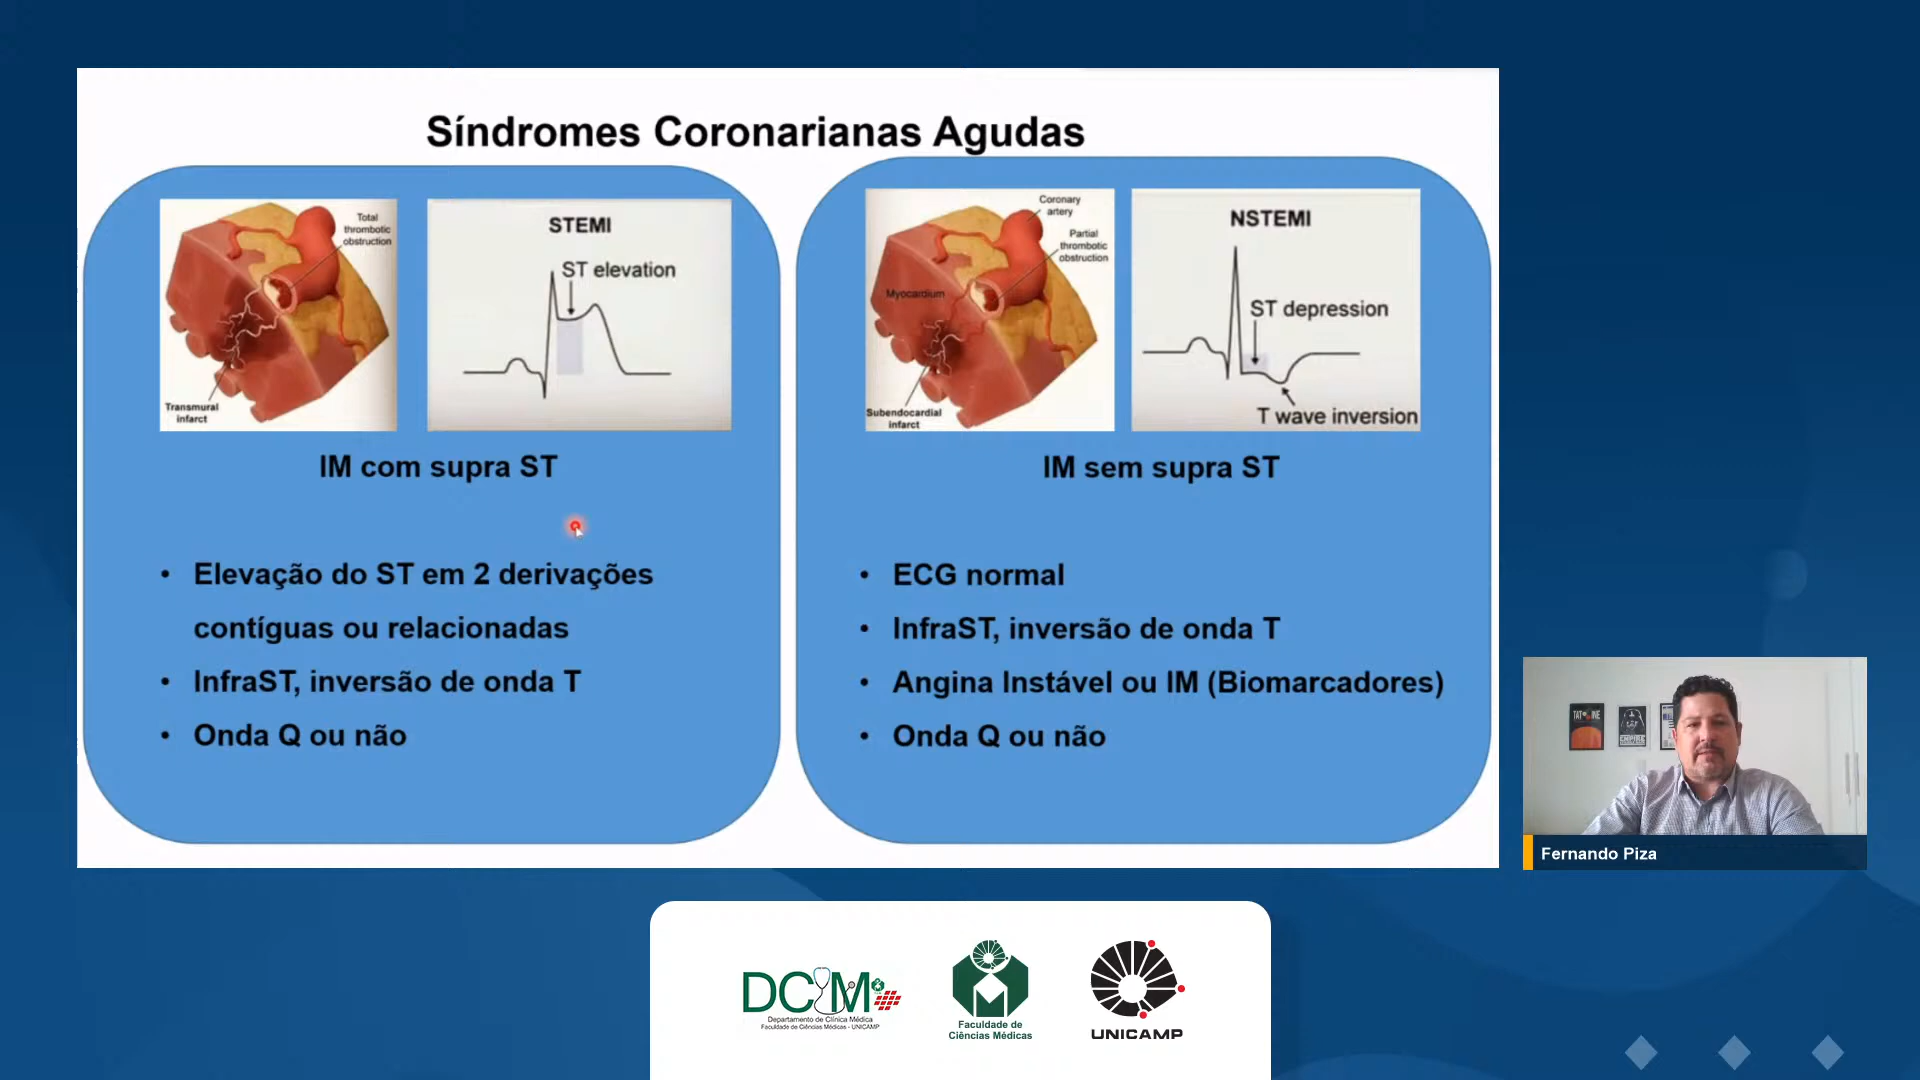 Síndromes Coronarianas Agudas
Total
thrombotic
obstruction
Transmural
infarct
STEMI
ST elevation
IM com supra ST
• Elevação do ST em 2 derivações
contíguas ou relacionadas
• InfraST, inversão de onda T
• Onda Q ou não
Coronary
artery
Partial
thrombotic
obstruction
Myocardium
Subendocardial
infarct
NSTEMI
ST depression
T wave inversion
IM sem supra ST
• ECG normal
• InfraST, inversão de onda T
• Angina Instável ou IM (Biomarcadores)
• Onda Q ou não
EMPIRE
Fernando Piza
DCM
Departamento de Clínica Médica
Faculdade de Ciências Médicas - UNICAMP
Faculdade de
Ciências Médicas
UNICAMP